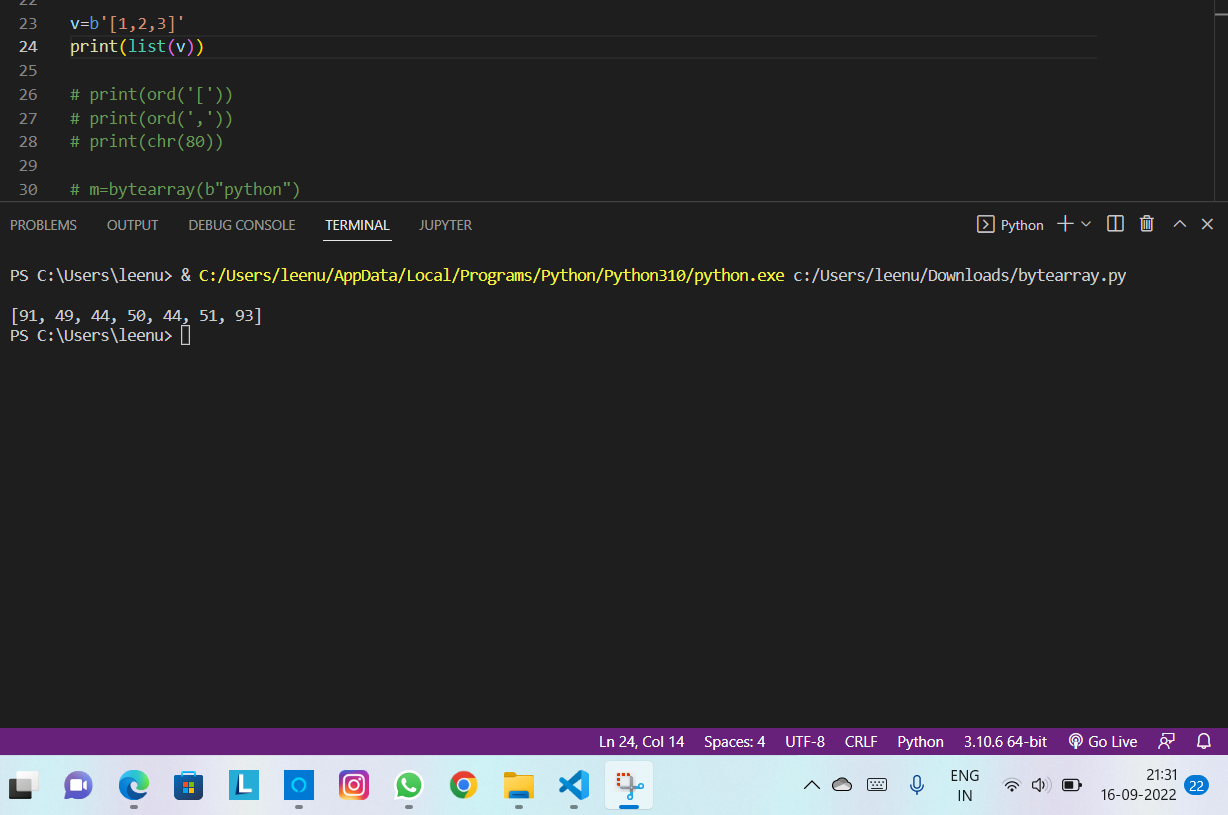 22
23 v=b'[1,2,3]'
24 print(list(v))
25
26 # print(ord('['))
27 # print(ord(','))
28 # print(chr(80))
29
30 # m=bytearray(b"python")
PROBLEMS OUTPUT DEBUG CONSOLE TERMINAL JUPYTER Python
PS C:\Users\leenu> & C:/Users/leenu/AppData/Local/Programs/Python/Python310/python.exe c:/Users/leenu/Downloads/bytearray.py
[91, 49, 44, 50, 44, 51, 93]
PS C:\Users\leenu>
Ln 24, Col 14 Spaces: 4 UTF-8 CRLF Python 3.10.6 64-bit Go Live
L
ENG
IN
21:31
16-09-2022
22